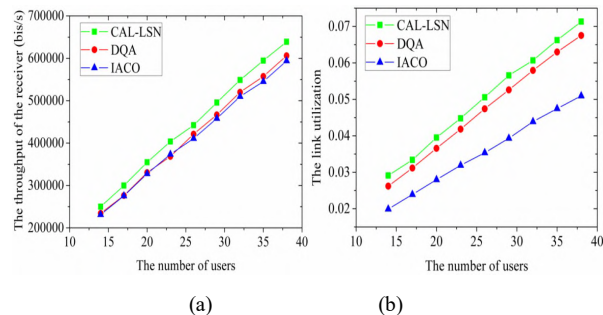 The throughput of the receiver (bis/s)
700000
600000
500000
400000
300000
200000
10 15 20 25 30 35 40
CAL-LSN
DQA
IACO
The number of users
(a)
The link utilization
0.07
0.06
0.05
0.04
0.03
0.02
10 15 20 25 30 35 40
CAL-LSN
DQA
IACO
The number of users
(b)